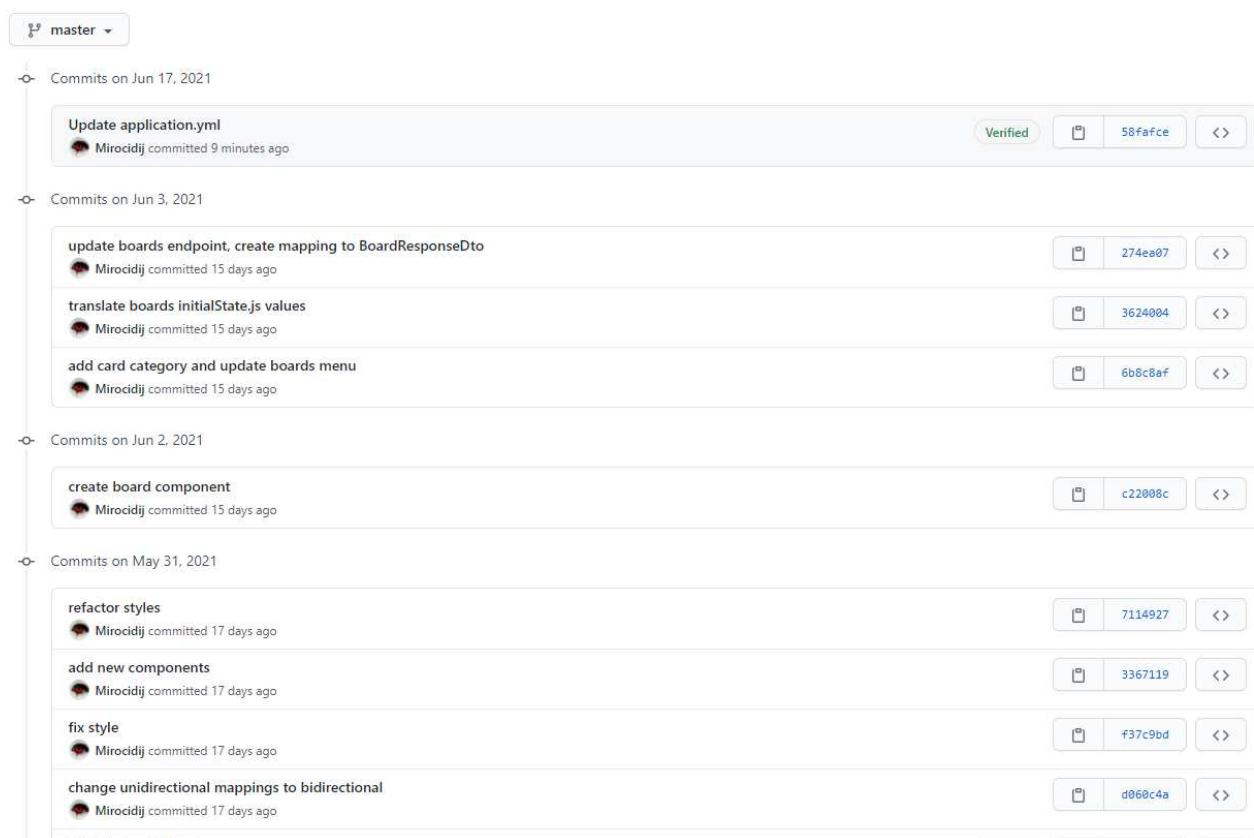 master
Commits on Jun 17, 2021
Update application.yml
Mirocidij committed 9 minutes ago
Verified
58fafce
Commits on Jun 3, 2021
update boards endpoint, create mapping to BoardResponseDto
Mirocidij committed 15 days ago
274ea07
translate boards initialState.js values
Mirocidij committed 15 days ago
3624004
add card category and update boards menu
Mirocidij committed 15 days ago
6b8c8af
Commits on Jun 2, 2021
create board component
Mirocidij committed 15 days ago
c22008c
Commits on May 31, 2021
refactor styles
Mirocidij committed 17 days ago
7114927
add new components
Mirocidij committed 17 days ago
3367119
fix style
Mirocidij committed 17 days ago
f37c9bd
change unidirectional mappings to bidirectional
Mirocidij committed 17 days ago
d060c4a